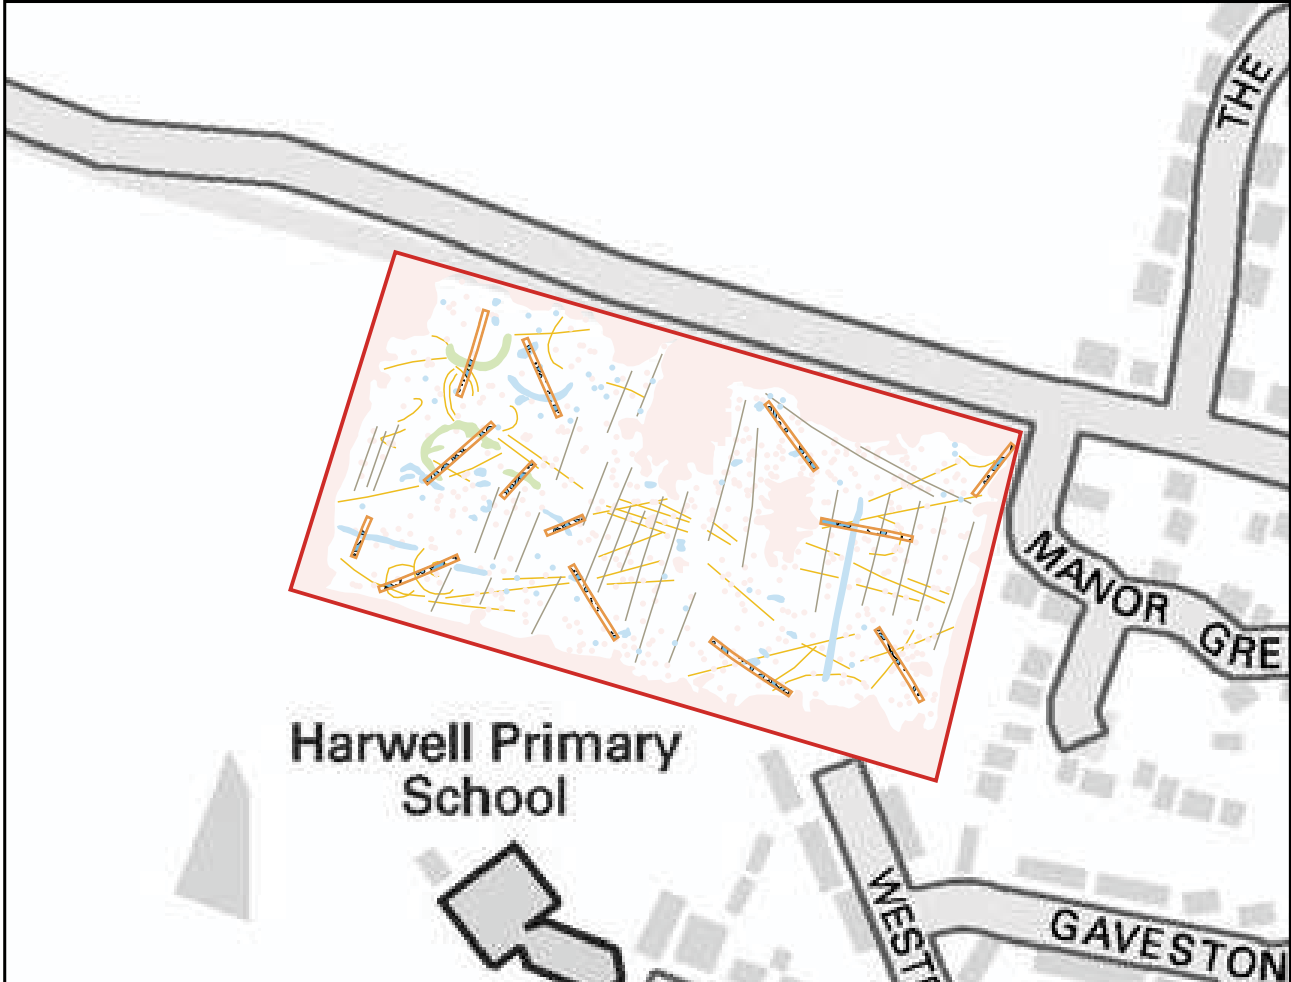 THE
MANOR GRE
Harwell Primary
School
WEST
GAVESTON